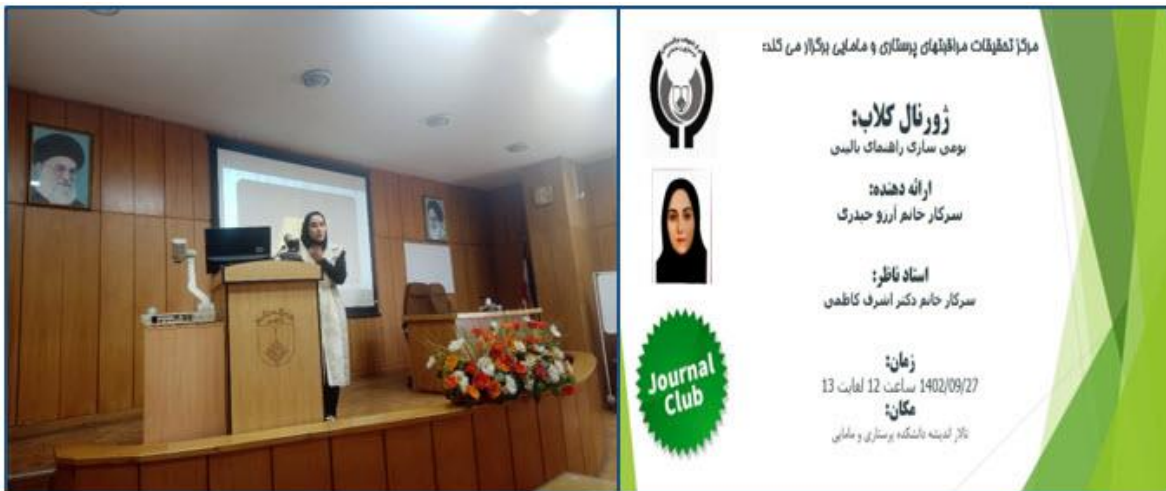 مرکز تحقیقات مراقبتهای پرستاری و مامایی برگزار می کند:
ژورنال کلاب:
بومی سازی راهنمای بالینی
ارائه دهنده:
سرکار خانم آرزو حیدری
استاد ناظر:
سرکار خانم دکتر اشرف کاظمی
زمان:
1402/09/27 ساعت 12 لغایت 13
مکان:
تالار اندیشه دانشکده پرستاری و مامایی
Journal
Club